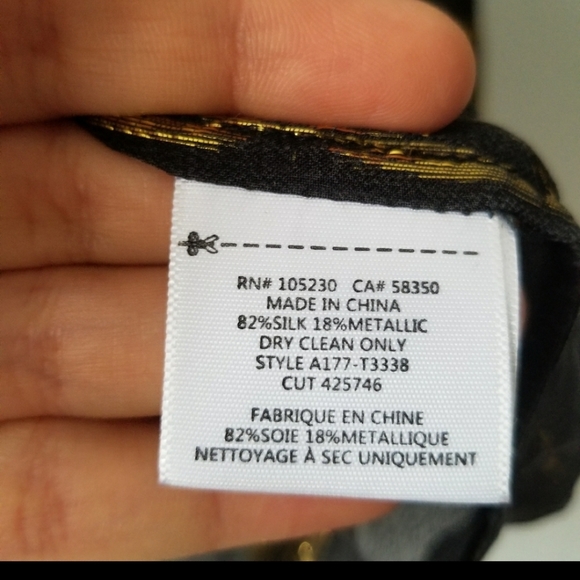 RN# 105230 CA# 58350
MADE IN CHINA
82%SILK 18%METALLIC
DRY CLEAN ONLY
STYLE A177-T3338
CUT 425746
FABRIQUE EN CHINE
82%SOIE 18%METALLIQUE
NETTOYAGE À SEC UNIQUEMENT